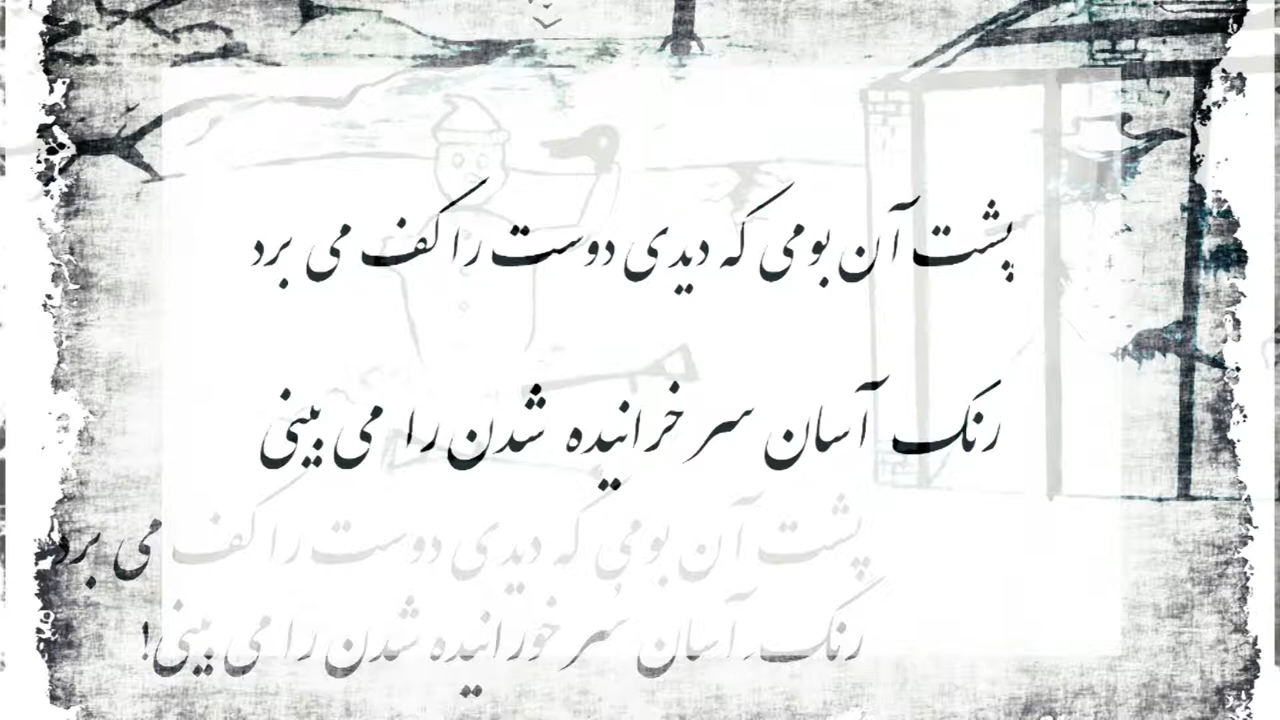 پشت آن بومی که دیدی دوست را کف می برد
رنگ آسان سر خرانیده شدن را می بینی
پشت آن بومی که دیدی دوست را کف می برد
رنگ آسان سر خورانیده شدن را می بینی!